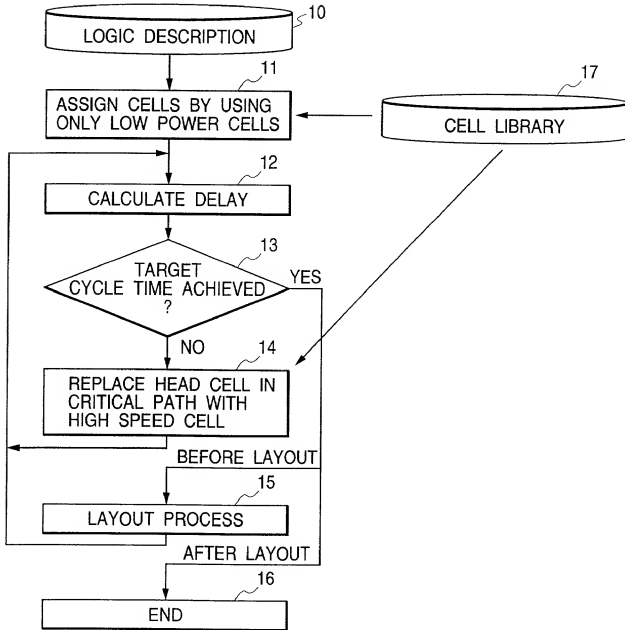 10
LOGIC DESCRIPTION
11
17
ASSIGN CELLS BY USING
ONLY LOW POWER CELLS
CELL LIBRARY
12
CALCULATE DELAY
13
TARGET
CYCLE TIME ACHIEVED
?
YES
NO
14
REPLACE HEAD CELL IN
CRITICAL PATH WITH
HIGH SPEED CELL
BEFORE LAYOUT
15
LAYOUT PROCESS
AFTER LAYOUT
16
END